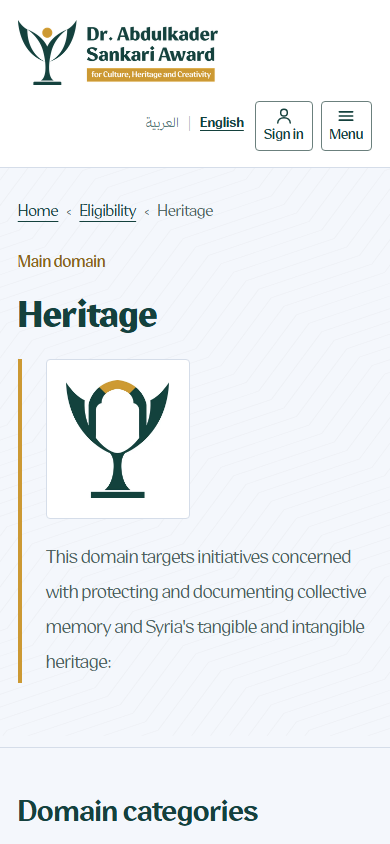 Dr. Abdulkader
Sankari Award
for Culture, Heritage and Creativity
العربية
English
Sign in
Menu
Home ‹ Eligibility ‹ Heritage
Main domain
Heritage
This domain targets initiatives concerned
with protecting and documenting collective
memory and Syria's tangible and intangible
heritage:
Domain categories